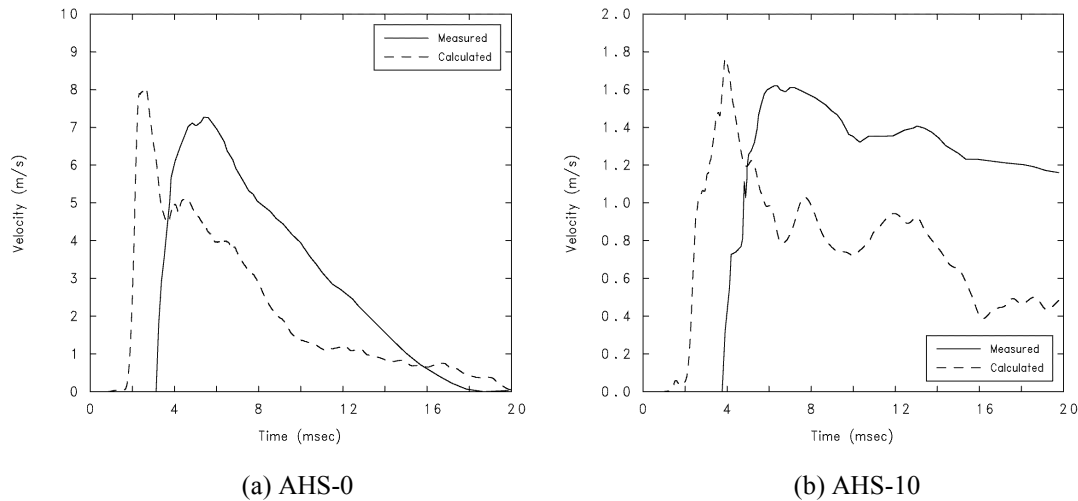 10
9
8
7
6
5
4
3
2
1
0
Velocity (m/s)
Measured
Calculated
0 4 8 12 16 20
Time (msec)
(a) AHS-0
2.0
1.8
1.6
1.4
1.2
1.0
0.8
0.6
0.4
0.2
0.0
Velocity (m/s)
Measured
Calculated
0 4 8 12 16 20
Time (msec)
(b) AHS-10